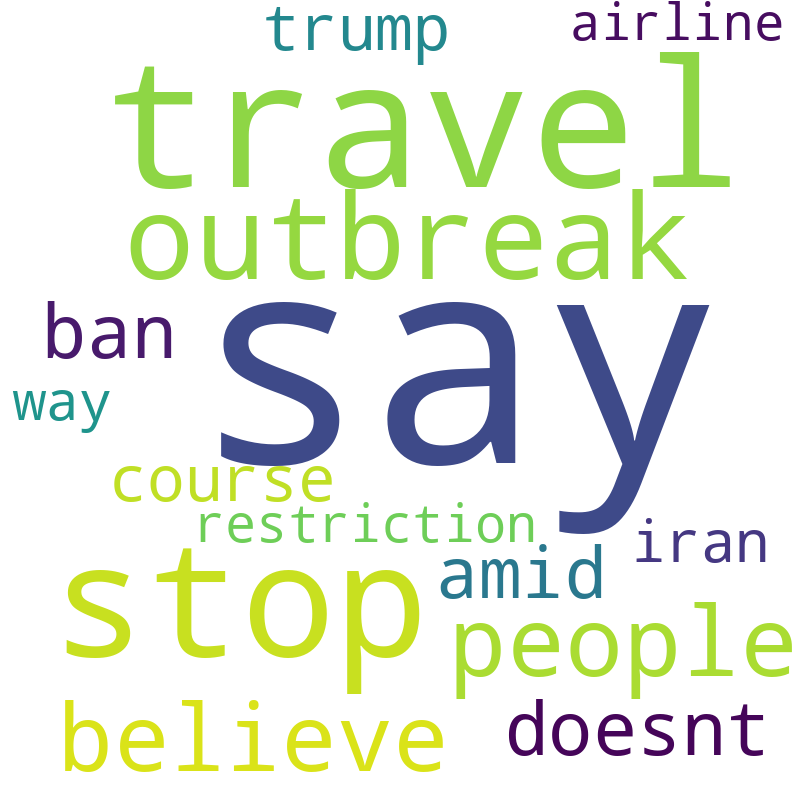 trump airline
travel
outbreak
say
ban
way
course
restriction
iran
stop amid
people
believe doesnt